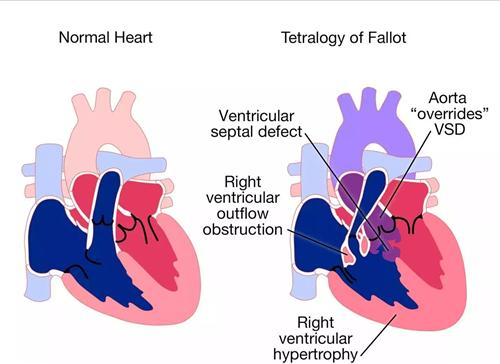 Normal Heart
Tetralogy of Fallot
Ventricular
septal defect
Aorta
“overrides”
VSD
Right
ventricular
outflow
obstruction
Right
ventricular
hypertrophy